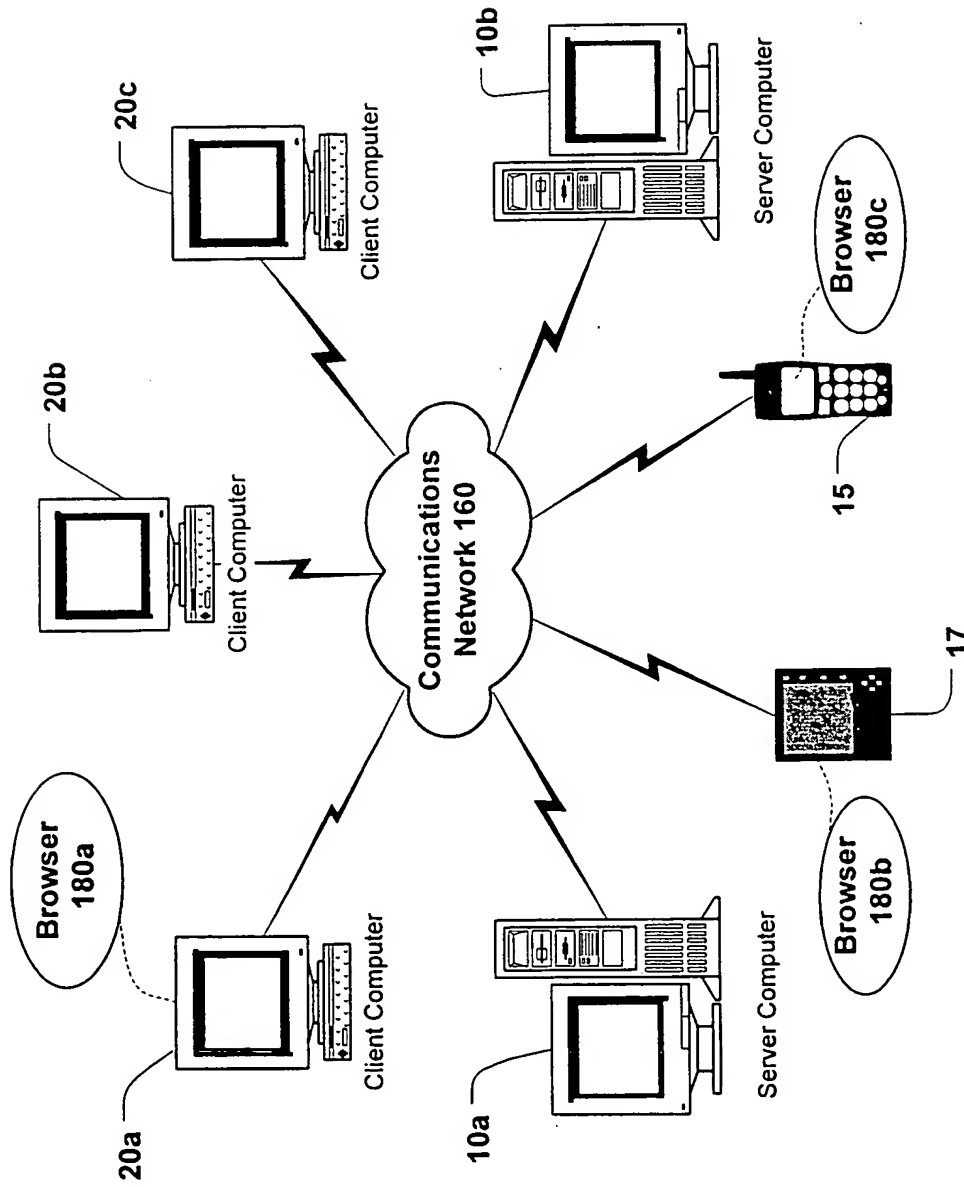 20b
Client Computer
Browser
180a
20a
Client Computer
20c
Client Computer
Communications
Network 160
10a
Server Computer
10b
Server Computer
Browser
180b
17
15
Browser
180c